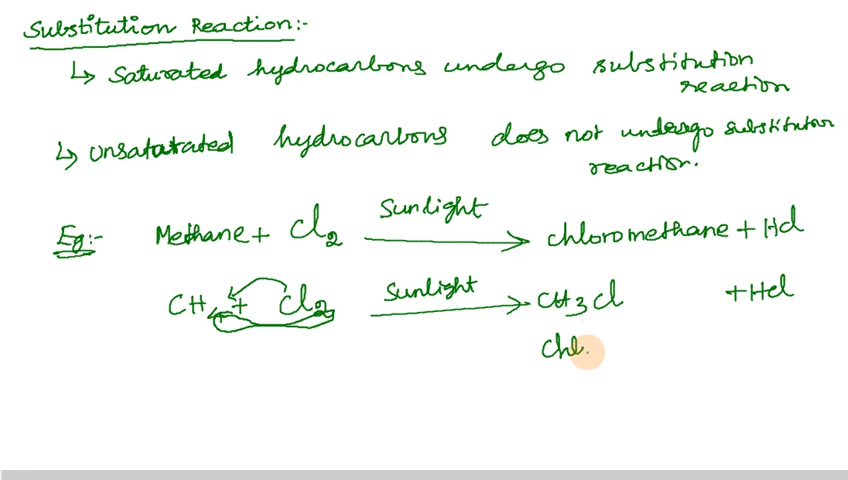 Substitution Reaction:-
↳ Saturated hydrocarbons undergo substitution
reaction
↳ Unsaturated hydrocarbons does not undergo substitution
reaction.
Eg:- Methane + Cl2 Sunlight → chloromethane + Hcl
CH4 + Cl2 Sunlight → CH3Cl + Hcl
Chl